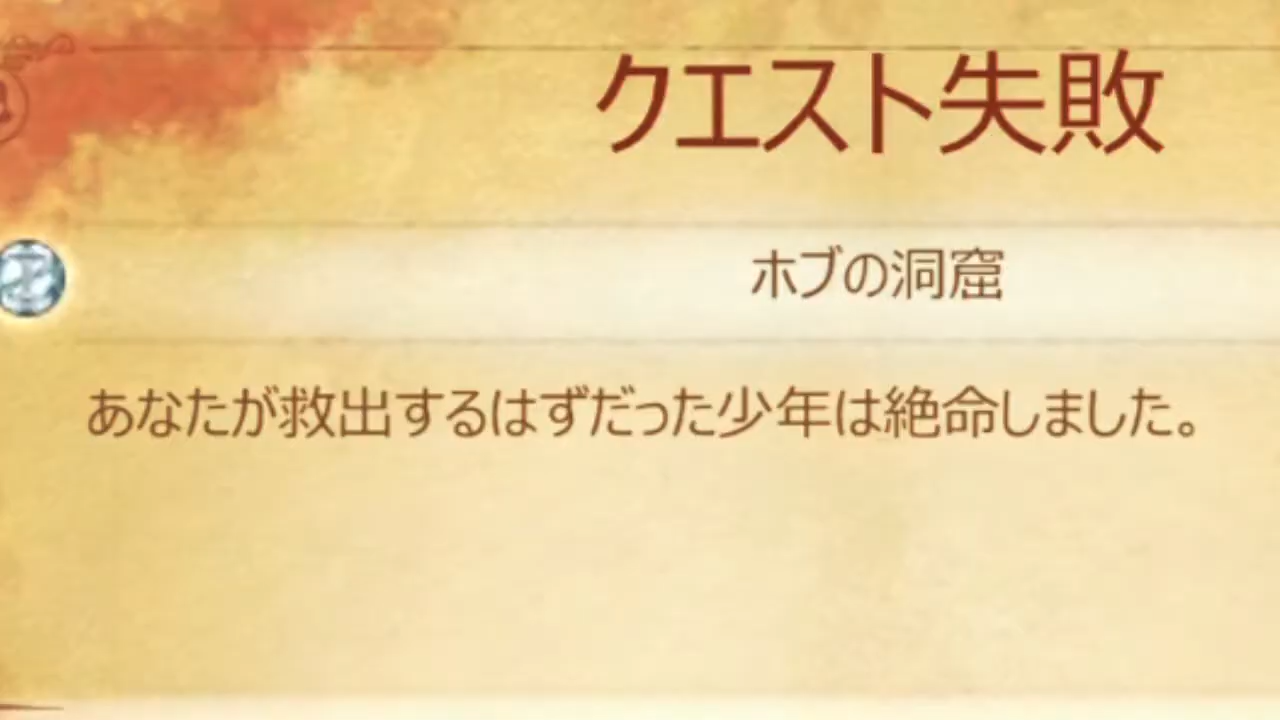 クエスト失敗
ホブの洞窟
あなたが救出するはずだった少年は絶命しました。